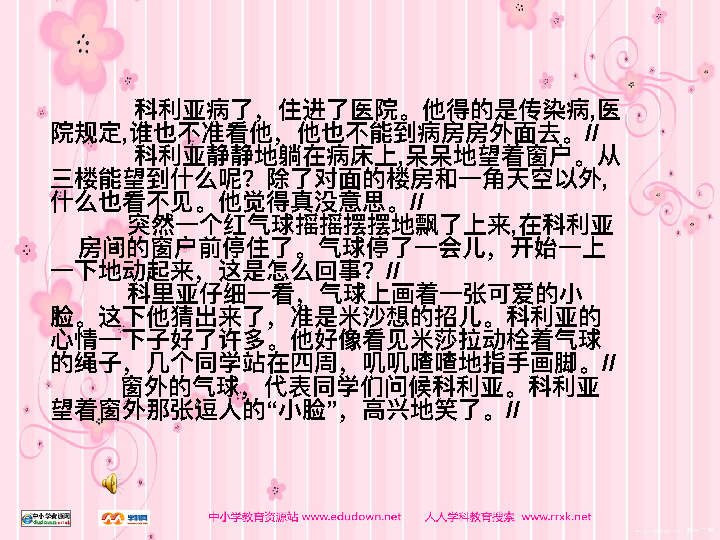 科利亚病了，住进了医院。他得的是传染病,医
院规定,谁也不准看他，他也不能到病房房外面去。//
科利亚静静地躺在病床上,呆呆地望着窗户。从
三楼能望到什么呢？除了对面的楼房和一角天空以外,
什么也看不见。他觉得真没意思。//
突然一个红气球摇摇摆摆地飘了上来,在科利亚
房间的窗户前停住了。气球停了一会儿，开始一上
一下地动起来，这是怎么回事？//
科里亚仔细一看，气球上画着一张可爱的小
脸。这下他猜出来了，准是米沙想的招儿。科利亚的
心情一下子好了许多。他好像看见米莎拉动栓着气球
的绳子，几个同学站在四周，叽叽喳喳地指手画脚。//
窗外的气球，代表同学们问候科利亚。科利亚
望着窗外那张逗人的“小脸”，高兴地笑了。//
中小学教育资源站 www.edudown.net 人人学科教育搜索 www.rrxk.net
中小学资源网